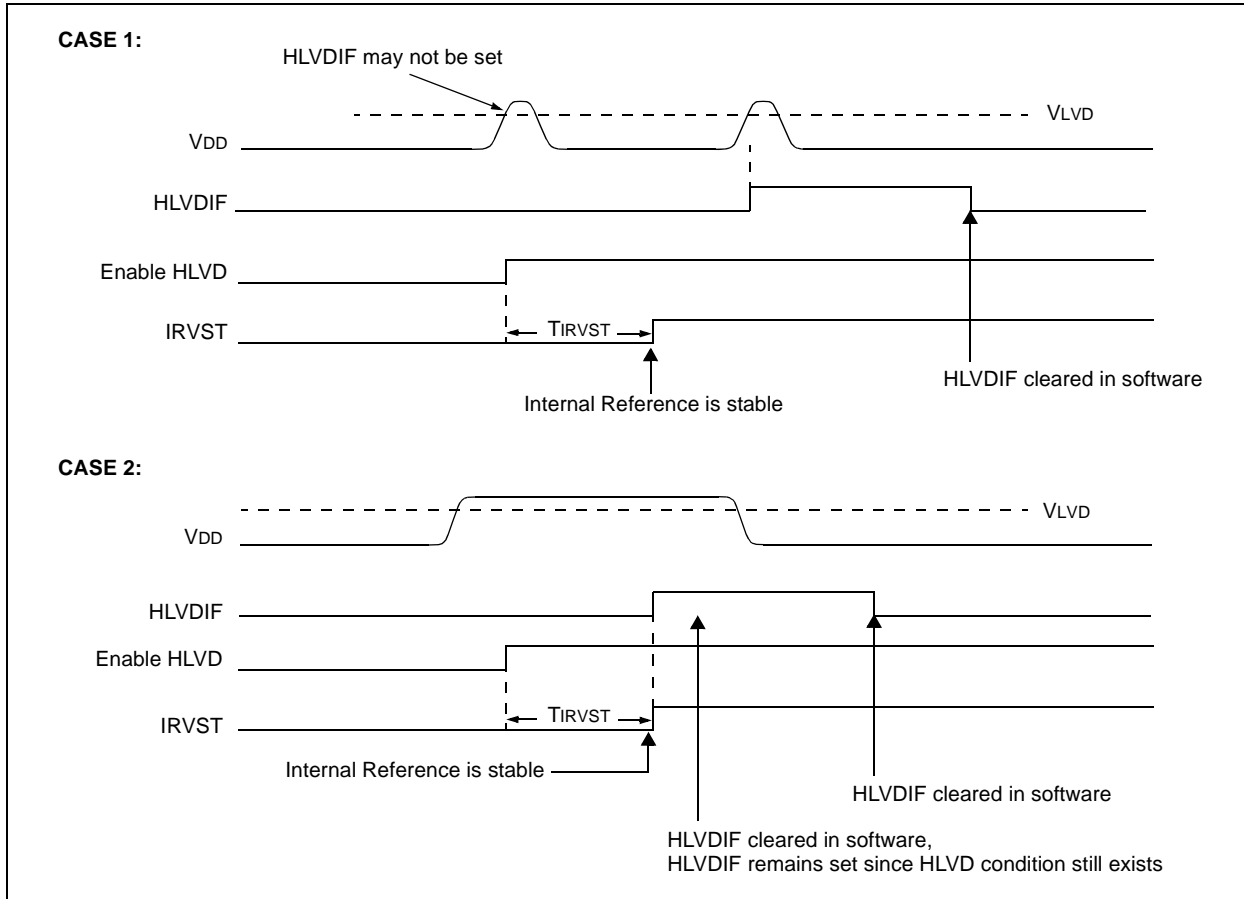 CASE 1:
HLVDIF may not be set
VLVD
VDD
HLVDIF
Enable HLVD
IRVST
TIRVST
HLVDIF cleared in software
Internal Reference is stable
CASE 2:
VLVD
VDD
HLVDIF
Enable HLVD
IRVST
TIRVST
Internal Reference is stable
HLVDIF cleared in software
HLVDIF cleared in software,
HLVDIF remains set since HLVD condition still exists